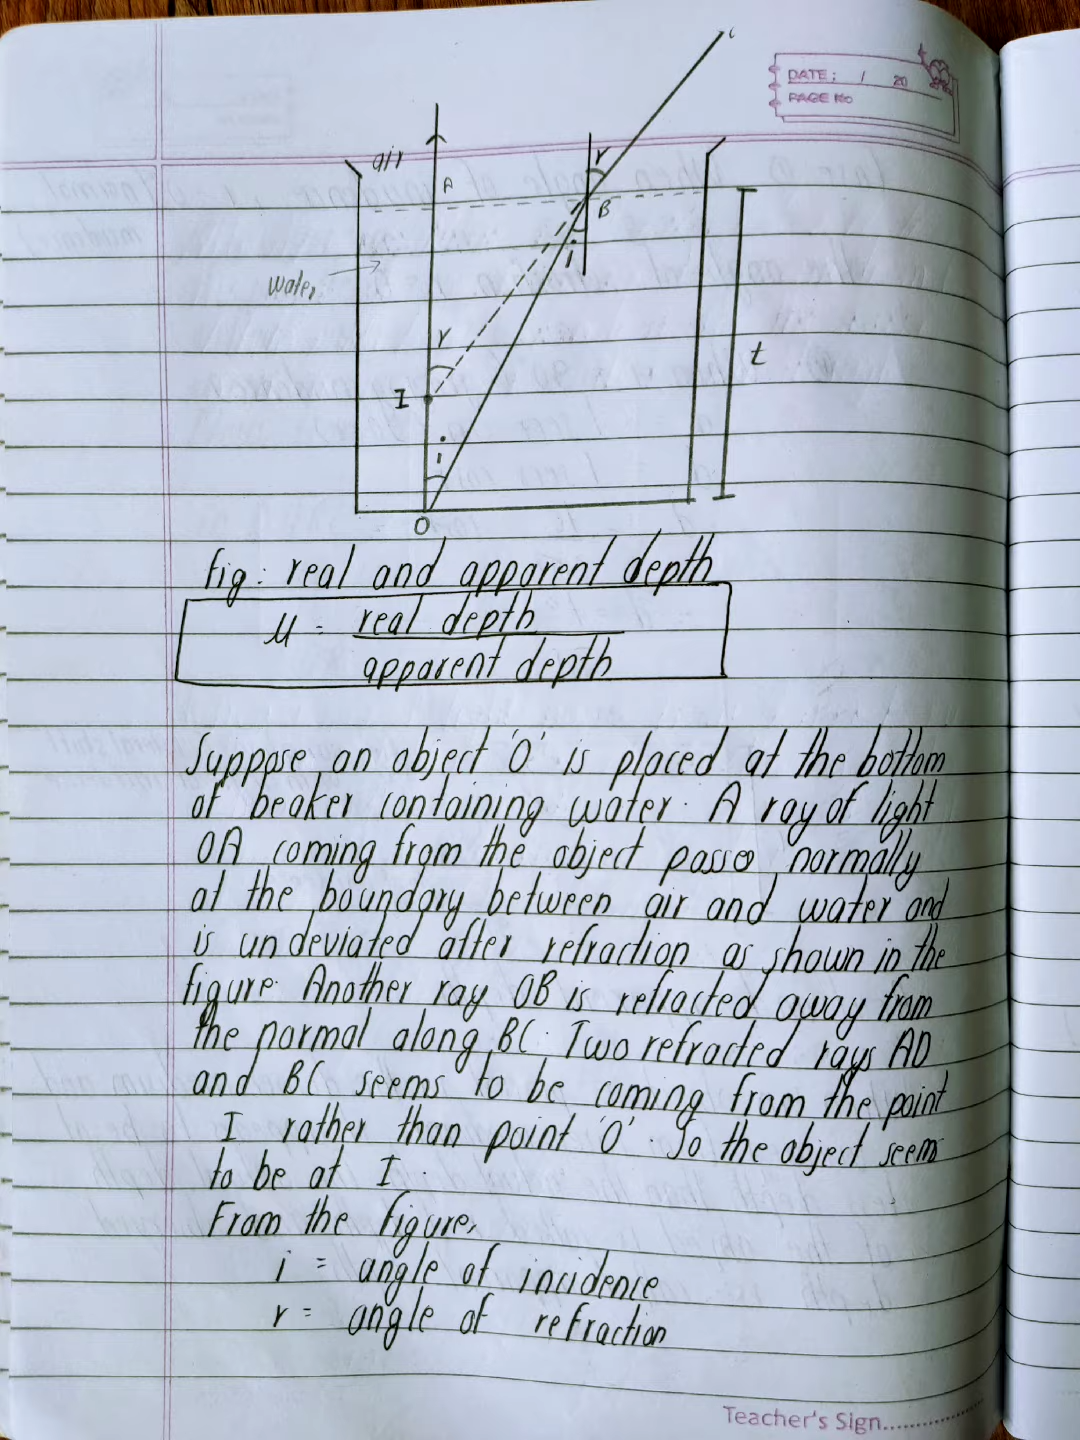 DATE: / 20
PAGE No
C
air
A
r
B
i
water
r
t
I
i
O
fig: real and apparent depth
μ = real depth
apparent depth
Suppose an object 'O' is placed at the bottom
of beaker containing water. A ray of light
OA coming from the object passes normally
at the boundary between air and water and
is undeviated after refraction as shown in the
figure. Another ray OB is refracted away from
the normal along BC. Two refracted rays AD
and BC seems to be coming from the point
I rather than point 'O'. So the object seems
to be at I.
From the figure,
i = angle of incidence
r = angle of refraction
Teacher's Sign..............